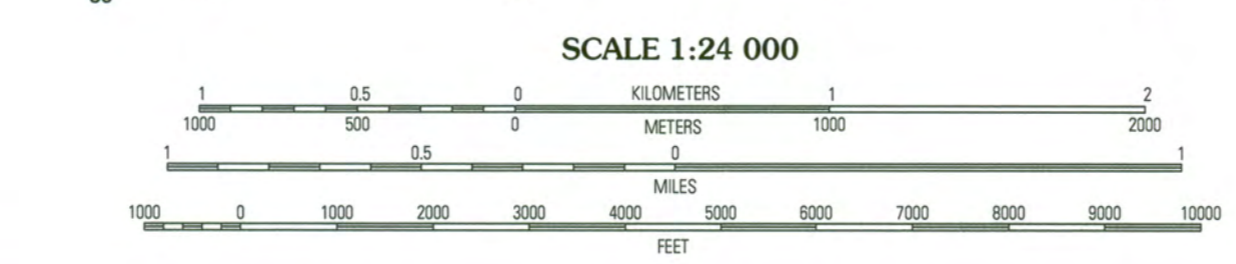 SCALE 1:24 000
1 0.5 0 KILOMETERS 1 2
1000 500 0 METERS 1000 2000
1 0.5 0 1
MILES
1000 0 1000 2000 3000 4000 5000 6000 7000 8000 9000 10000
FEET